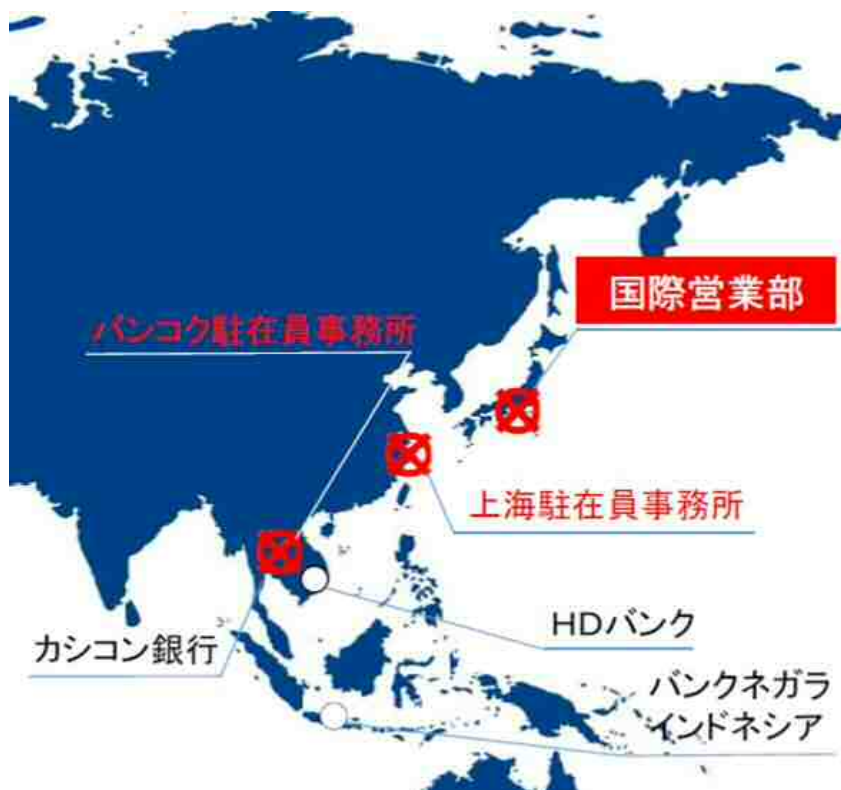 国際営業部
バンコク駐在員事務所
上海駐在員事務所
HDバンク
カシコン銀行
バンクネガラ
インドネシア